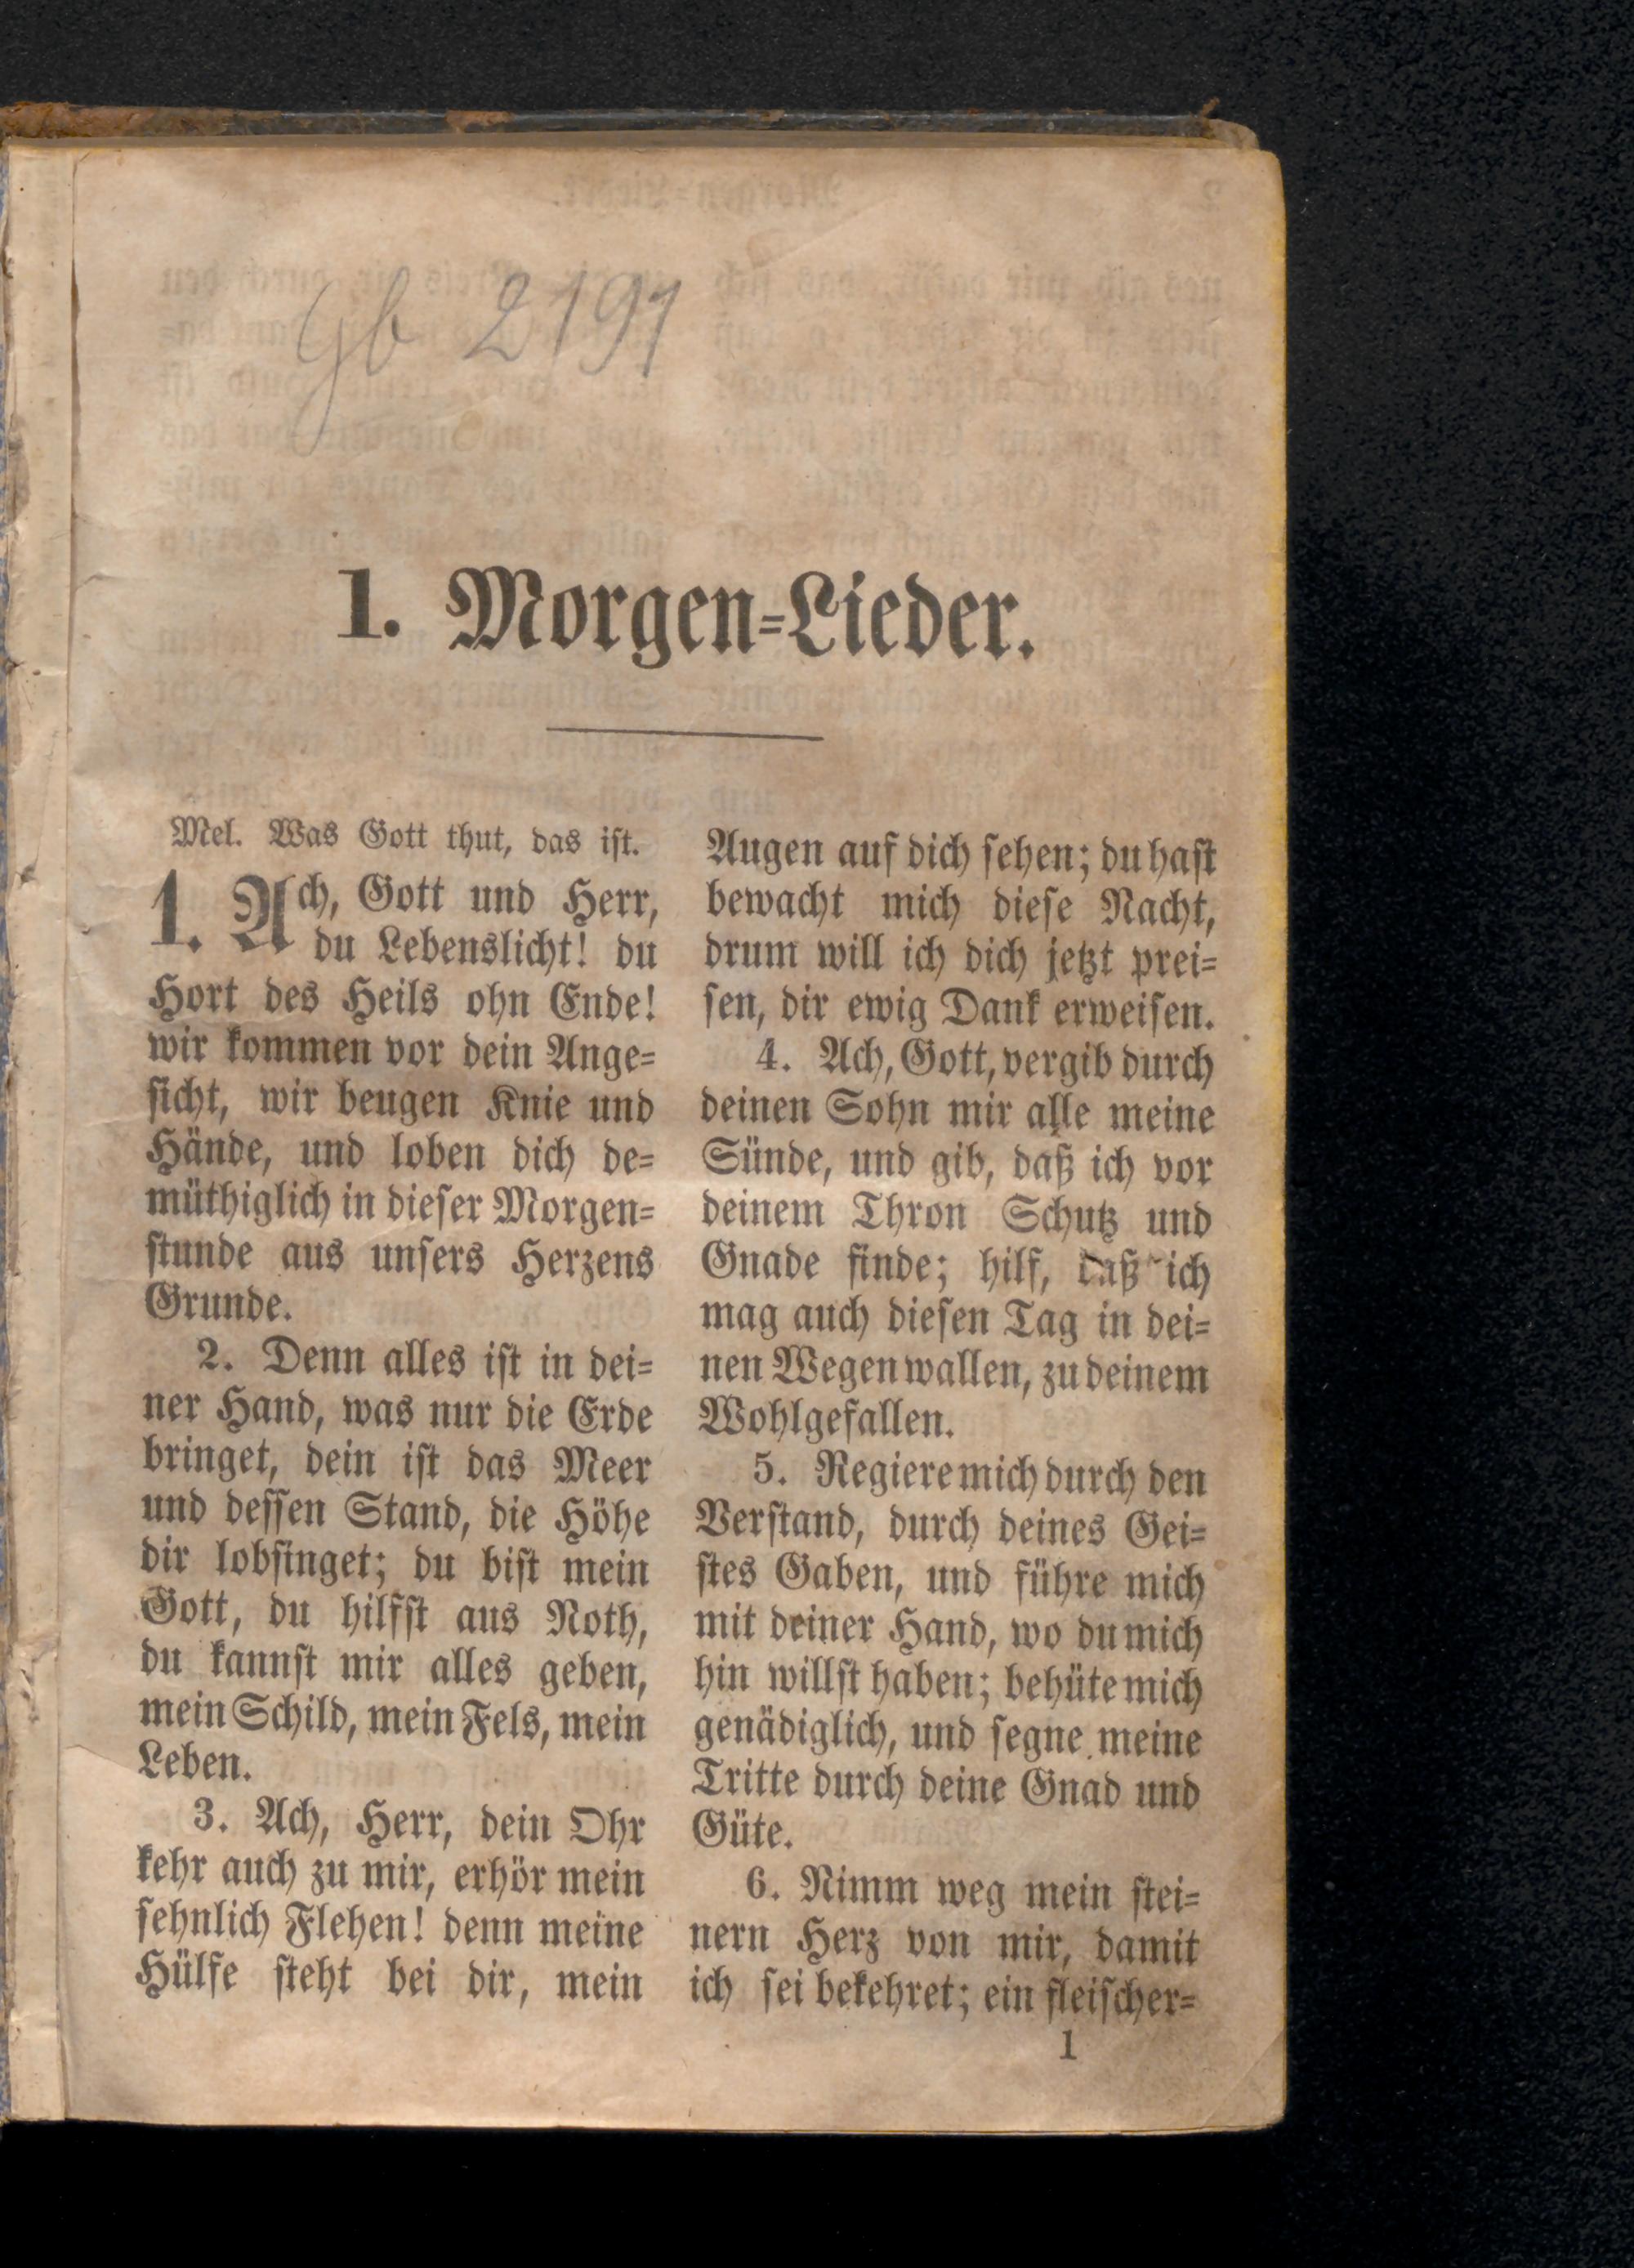 Gb 2191
1. Morgen=Lieder.
Mel. Was Gott thut, das ist.
1. Ach, Gott und Herr,
du Lebenslicht! du
Hort des Heils ohn Ende!
wir kommen vor dein Ange=
sicht, wir beugen Knie und
Hände, und loben dich de=
müthiglich in dieser Morgen=
stunde aus unsers Herzens
Grunde.
2. Denn alles ist in dei=
ner Hand, was nur die Erde
bringet, dein ist das Meer
und dessen Stand, die Höhe
dir lobsinget; du bist mein
Gott, du hilfst aus Noth,
du kannst mir alles geben,
mein Schild, mein Fels, mein
Leben.
3. Ach, Herr, dein Ohr
kehr auch zu mir, erhör mein
sehnlich Flehen! denn meine
Hülfe steht bei dir, mein
Augen auf dich sehen; du hast
bewacht mich diese Nacht,
drum will ich dich jetzt prei=
sen, dir ewig Dank erweisen.
4. Ach, Gott, vergib durch
deinen Sohn mir alle meine
Sünde, und gib, daß ich vor
deinem Thron Schutz und
Gnade finde; hilf, daß ich
mag auch diesen Tag in dei=
nen Wegen wallen, zu deinem
Wohlgefallen.
5. Regiere mich durch den
Verstand, durch deines Gei=
stes Gaben, und führe mich
mit deiner Hand, wo du mich
hin willst haben; behüte mich
genädiglich, und segne meine
Tritte durch deine Gnad und
Güte.
6. Nimm weg mein stei=
nern Herz von mir, damit
ich sei bekehret; ein fleischer=
1